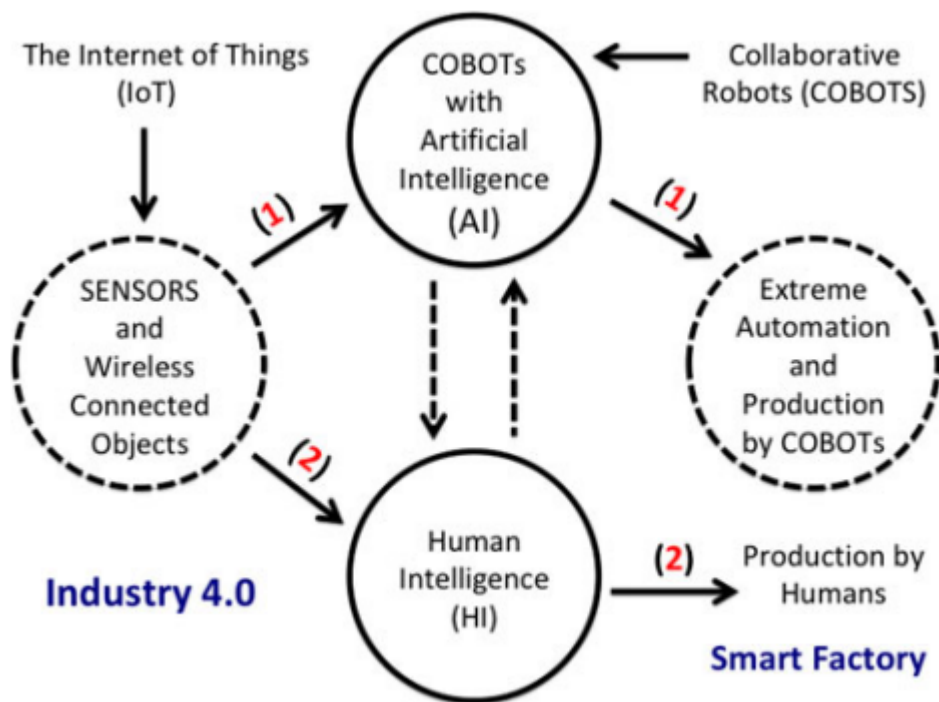 The Internet of Things
(IoT)
COBOTs
with
Artificial
Intelligence
(AI)
Collaborative
Robots (COBOTS)
(1)
(1)
SENSORS
and
Wireless
Connected
Objects
Extreme
Automation
and
Production
by COBOTs
(2)
Human
Intelligence
(HI)
(2)
Production by
Humans
Industry 4.0
Smart Factory